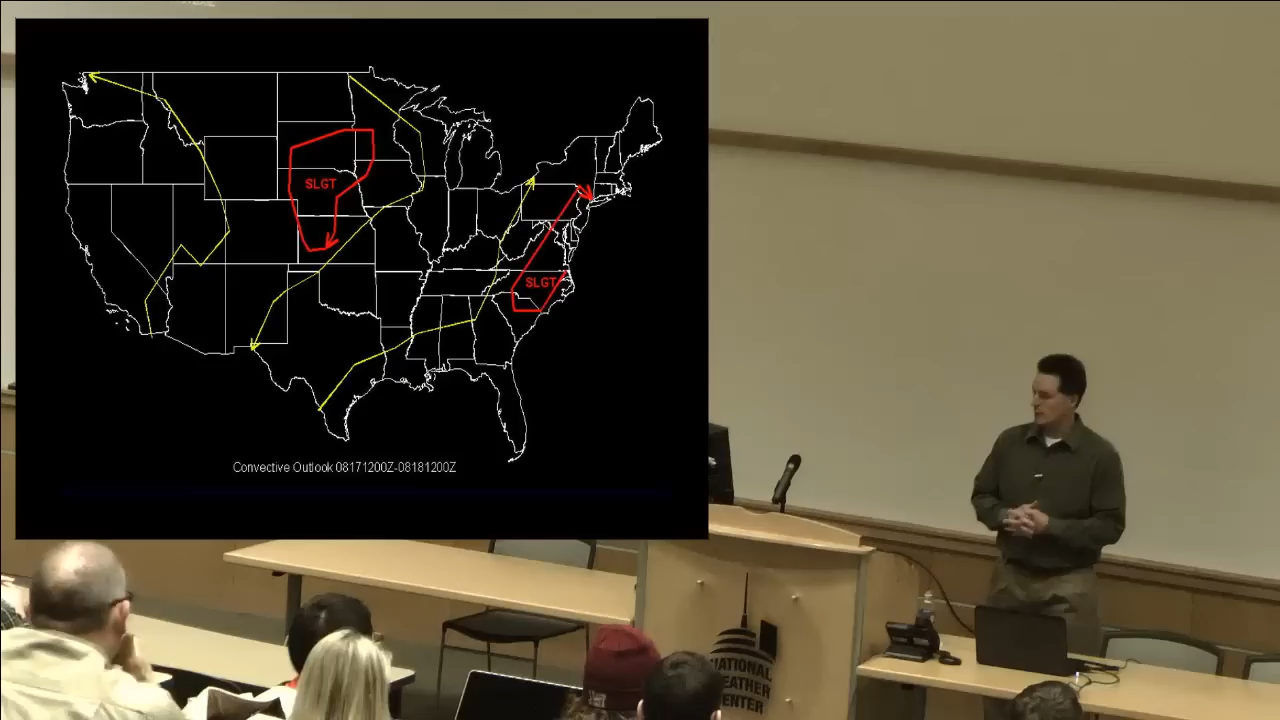 SLGT
SLGT
Convective Outlook 08171200Z-08181200Z
NATIONAL
WEATHER
CENTER